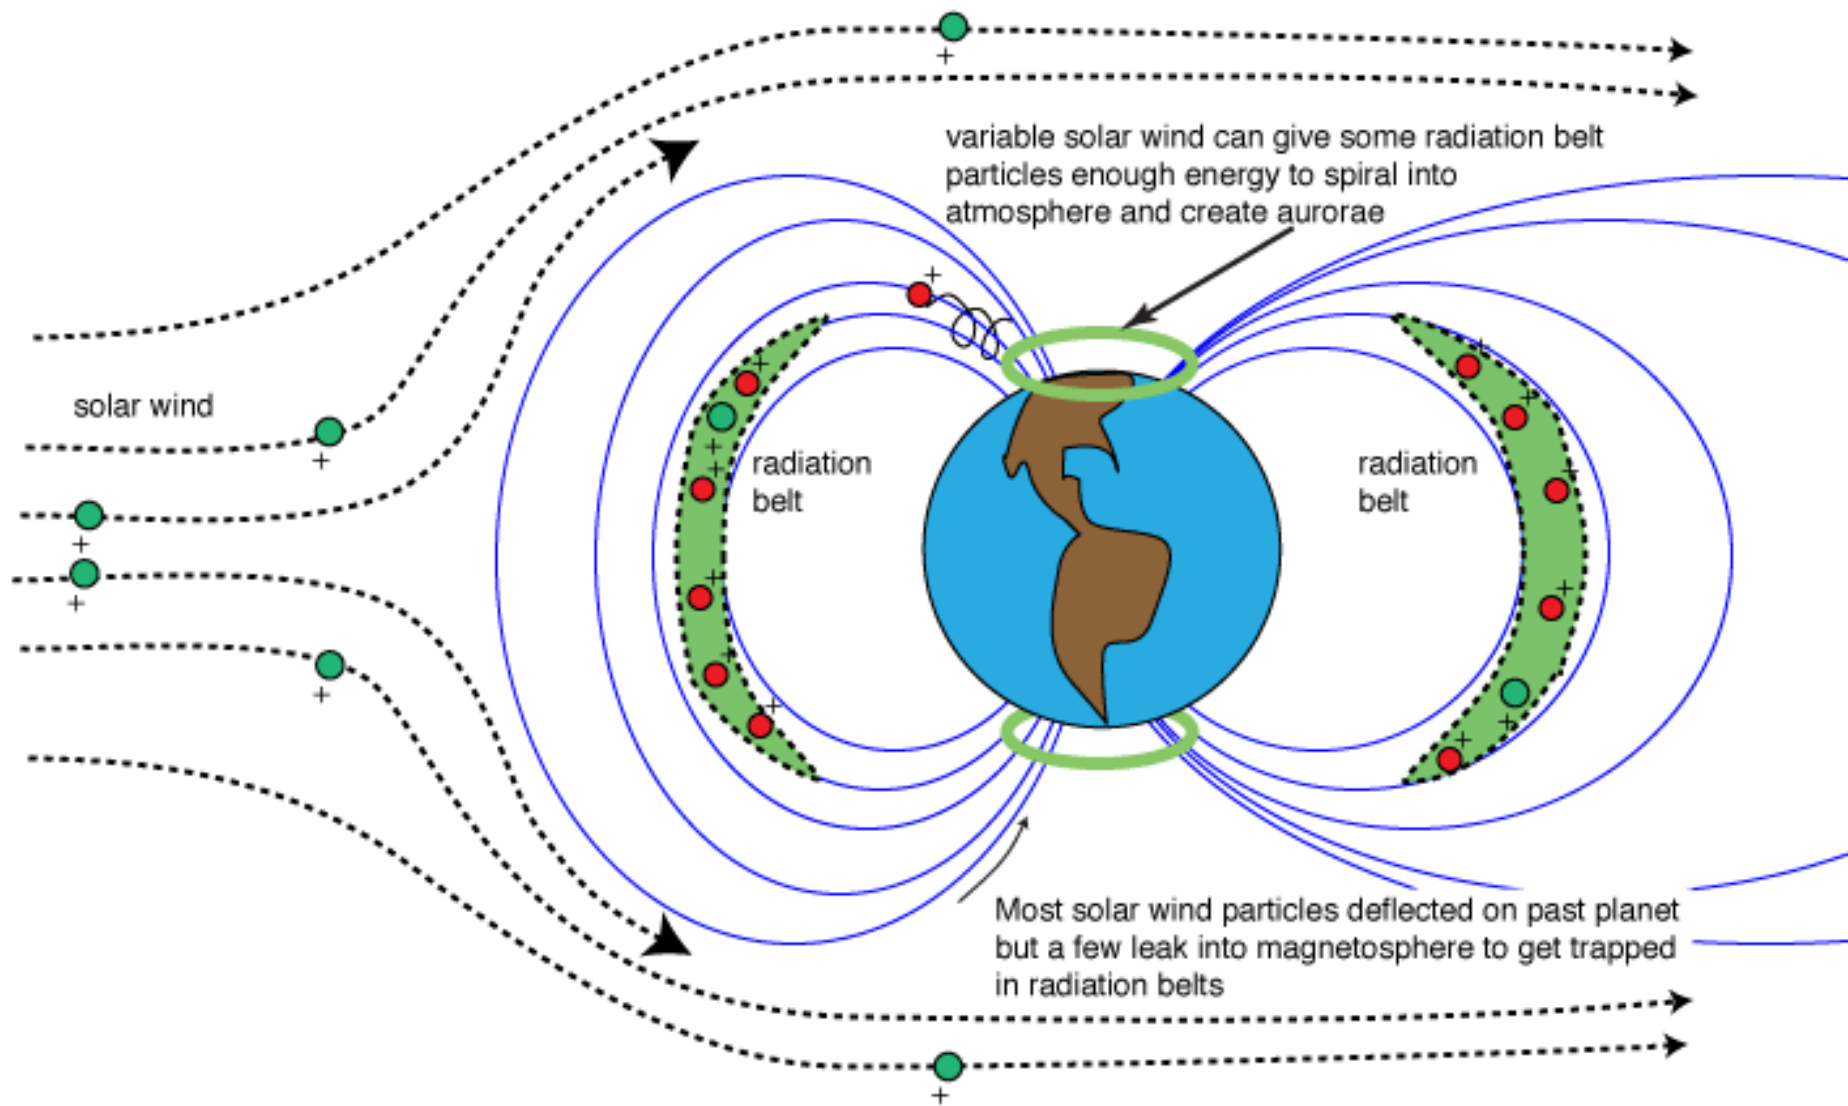 variable solar wind can give some radiation belt
particles enough energy to spiral into
atmosphere and create aurorae
solar wind
radiation
belt
radiation
belt
Most solar wind particles deflected on past planet
but a few leak into magnetosphere to get trapped
in radiation belts